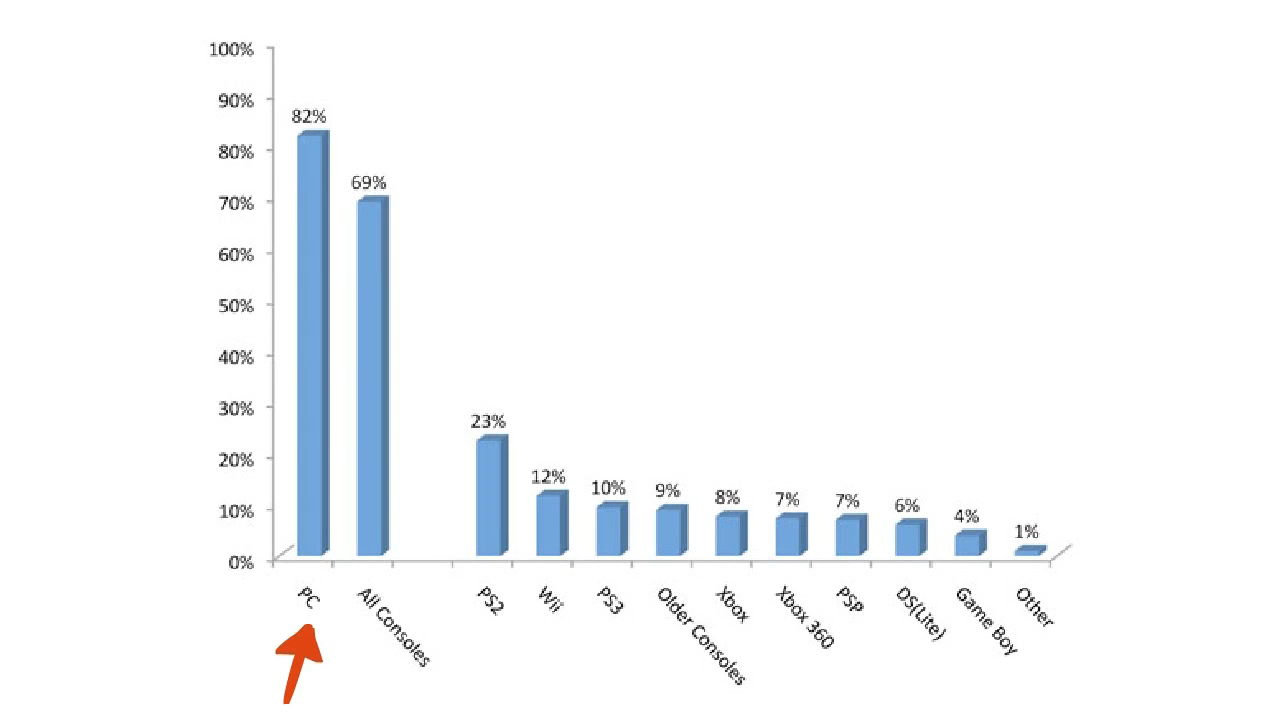 100%
90%
80%
70%
60%
50%
40%
30%
20%
10%
0%
82%
69%
23%
12%
10%
9%
8%
7%
7%
6%
4%
1%
PC
All Consoles
PS2
Wii
PS3
Older Consoles
Xbox
Xbox 360
PSP
DS(Lite)
Game Boy
Other